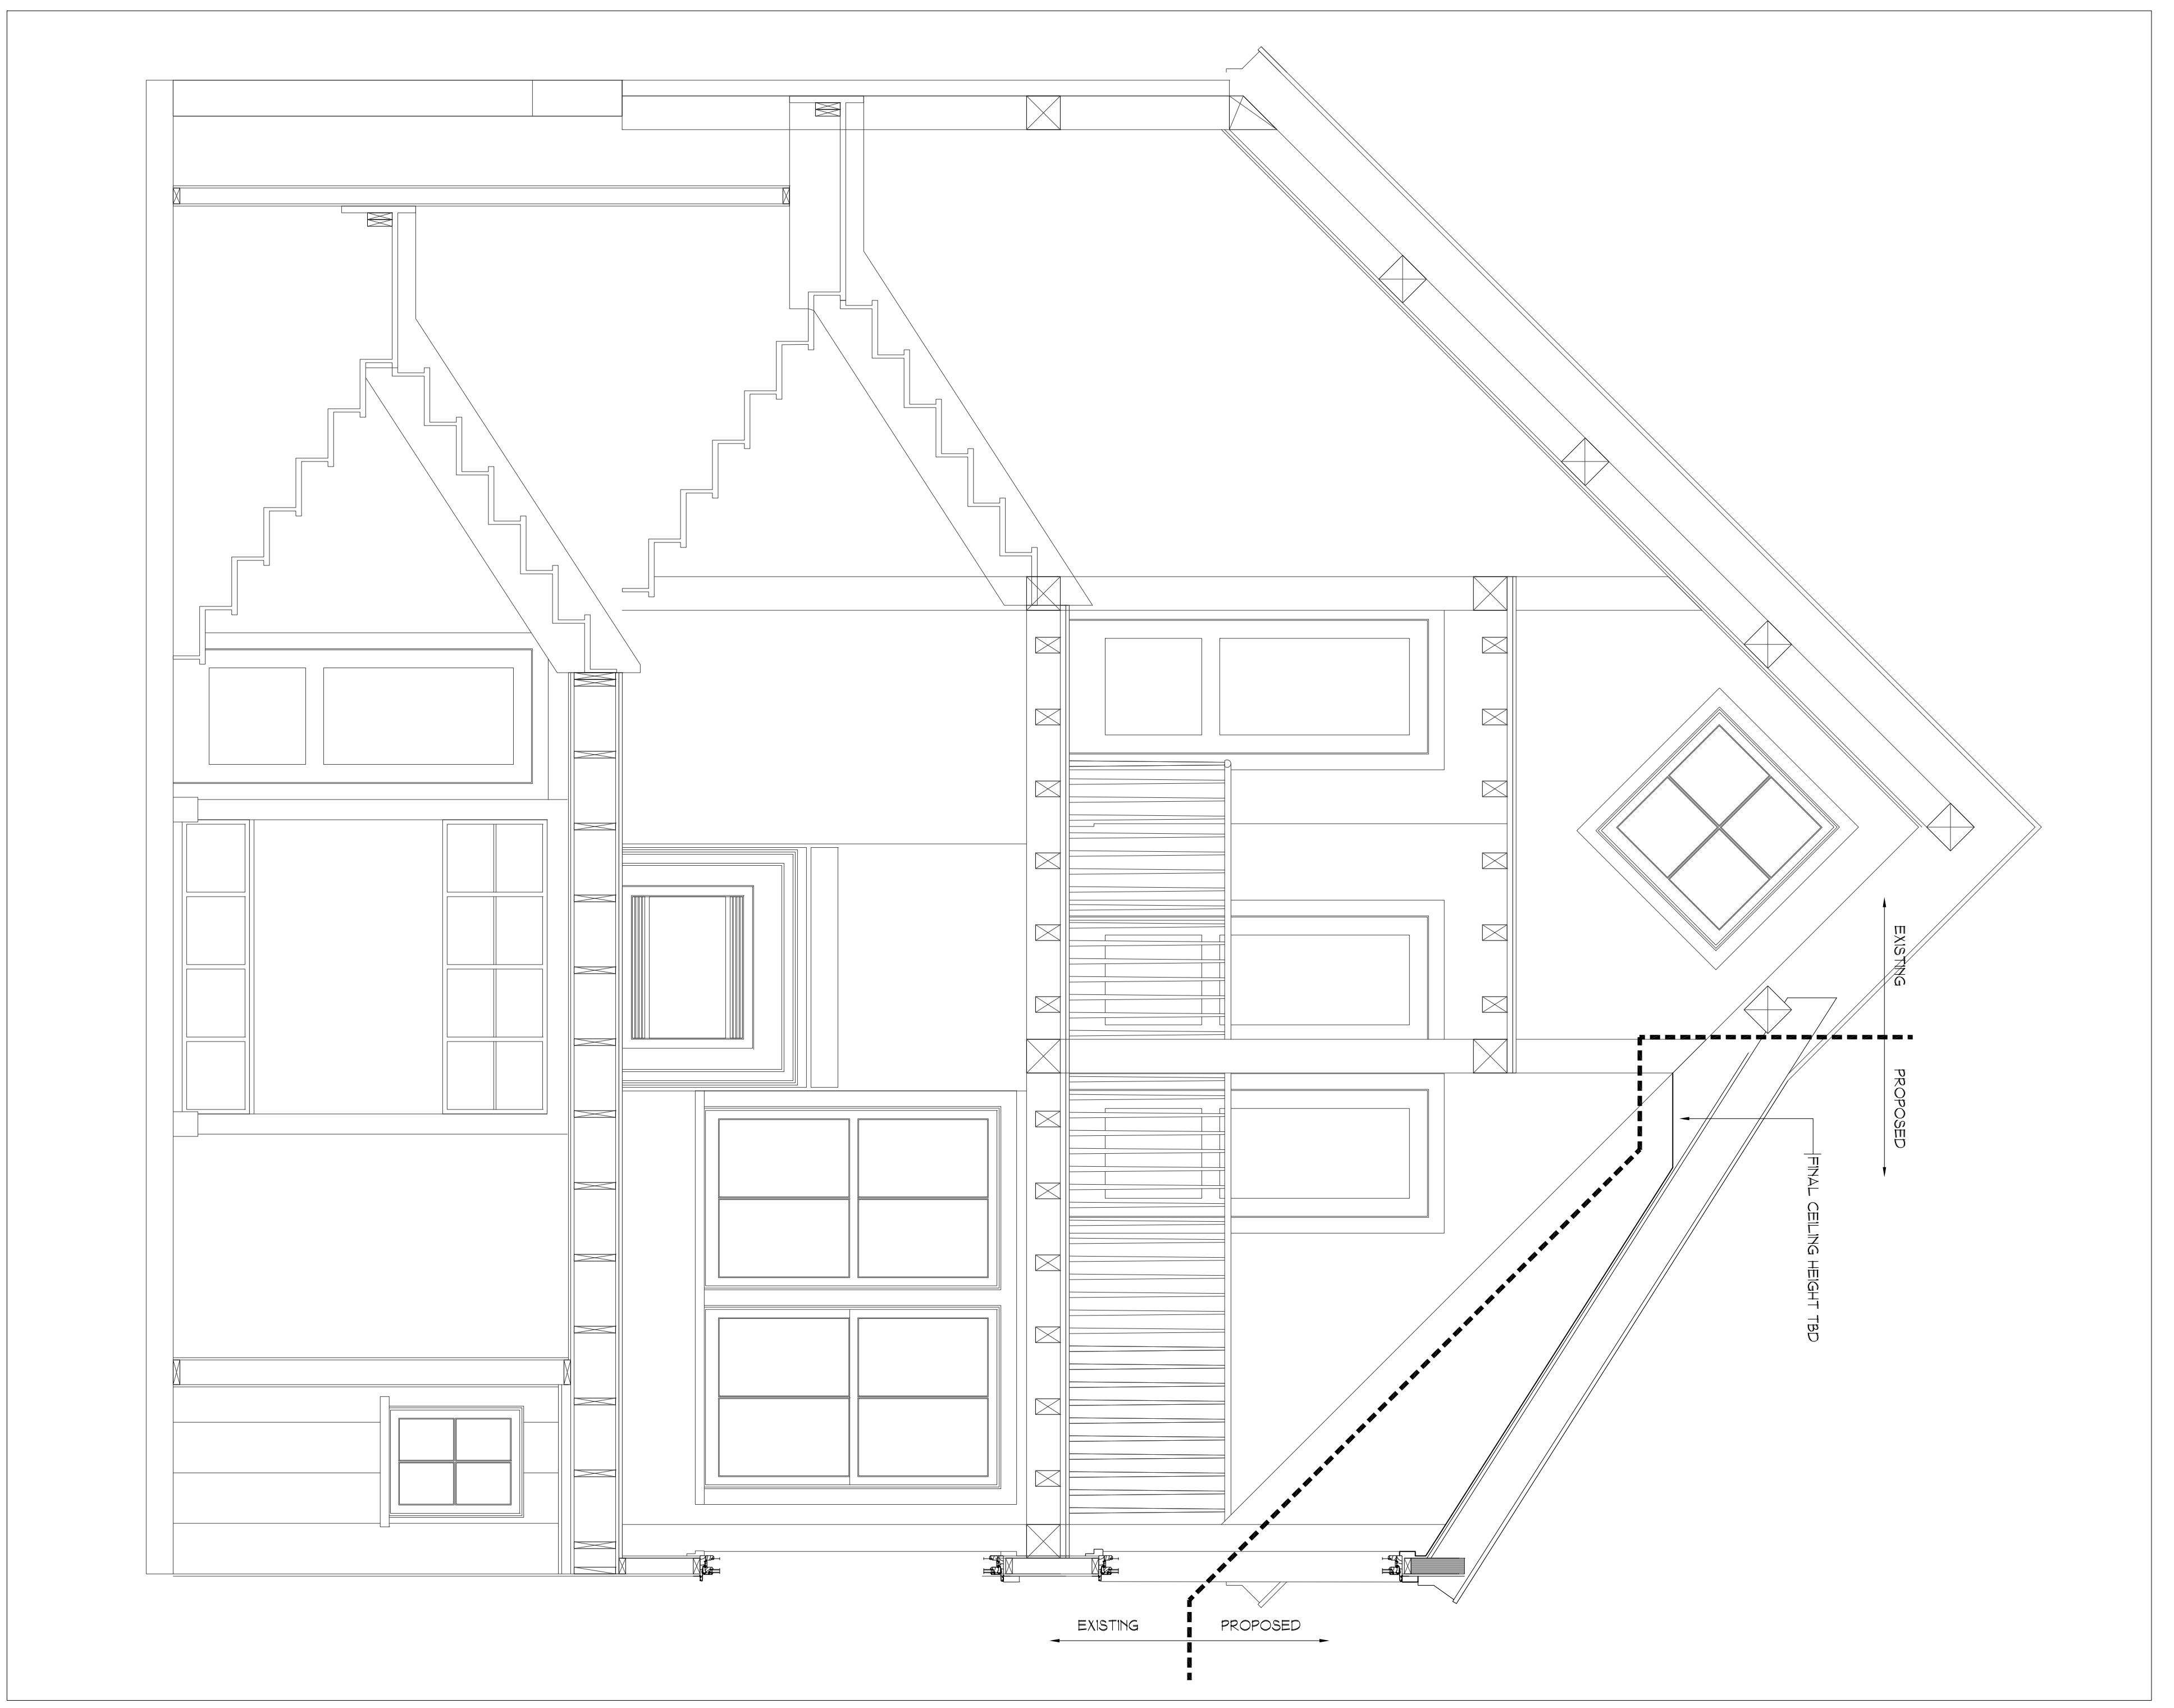 EXISTING
PROPOSED
FINAL CEILING HEIGHT TBD
EXISTING
PROPOSED